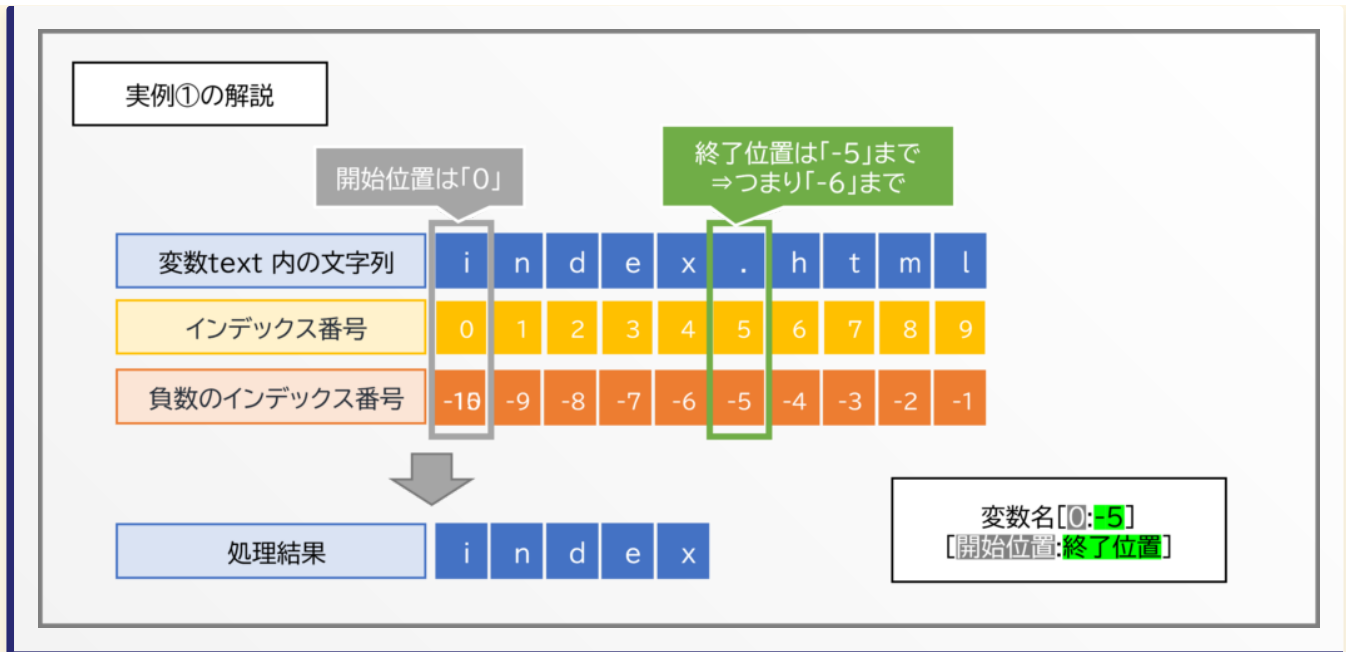 実例①の解説
開始位置は「0」
終了位置は「-5」まで
⇒つまり「-6」まで
変数text 内の文字列 i n d e x . h t m l
インデックス番号 0 1 2 3 4 5 6 7 8 9
負数のインデックス番号 -9 -8 -7 -6 -5 -4 -3 -2 -1
処理結果 i n d e x
変数名[0:-5]
[開始位置:終了位置]